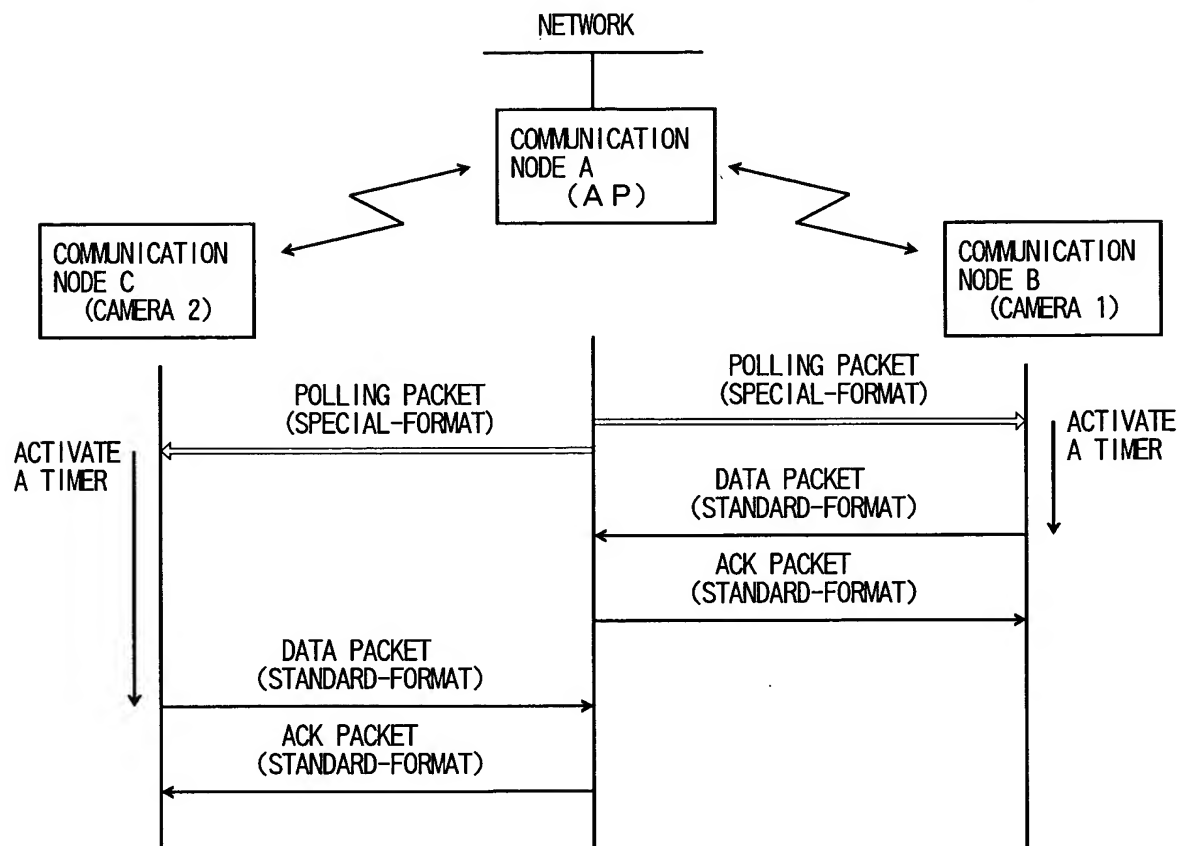 NETWORK
COMMUNICATION
NODE A
(AP)
COMMUNICATION
NODE C
(CAMERA 2)
COMMUNICATION
NODE B
(CAMERA 1)
POLLING PACKET
(SPECIAL-FORMAT)
POLLING PACKET
(SPECIAL-FORMAT)
ACTIVATE
A TIMER
ACTIVATE
A TIMER
DATA PACKET
(STANDARD-FORMAT)
ACK PACKET
(STANDARD-FORMAT)
DATA PACKET
(STANDARD-FORMAT)
ACK PACKET
(STANDARD-FORMAT)